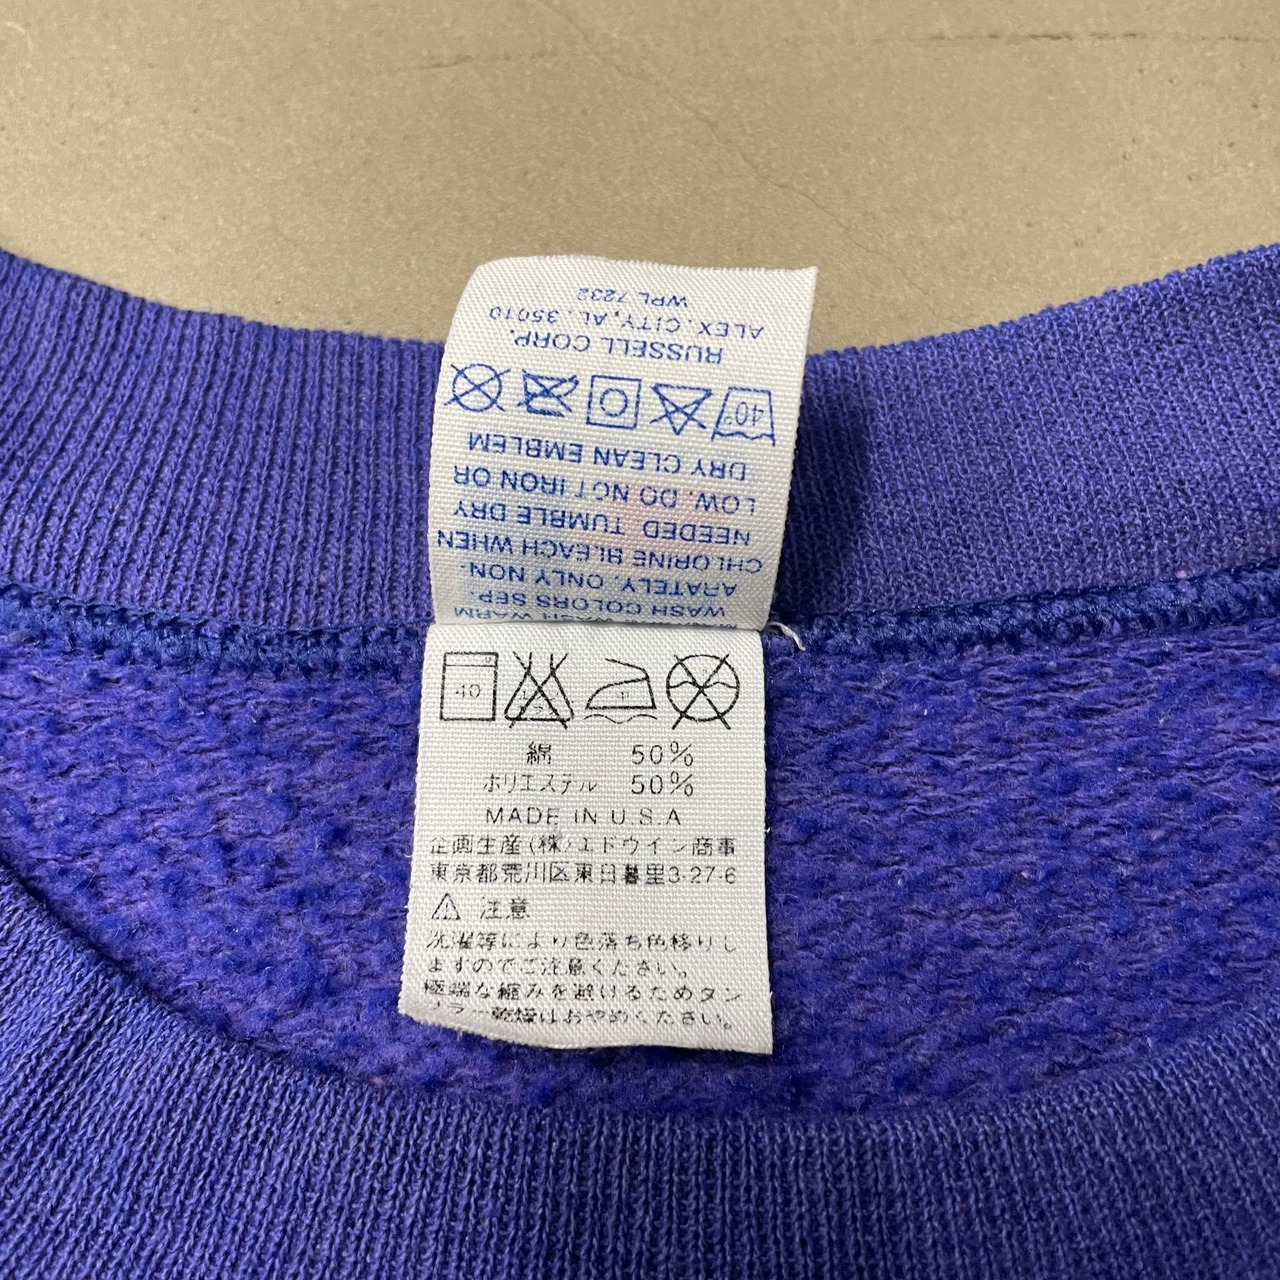 WASH WARM
WASH COLORS SEP-
ARATELY, ONLY NON-
CHLORINE BLEACH WHEN
NEEDED TUMBLE DRY
LOW, DO NOT IRON OR
DRY CLEAN EMBLEM
40°
RUSSELL CORP.
ALEX. CITY, AL. 35010
WPL 7232
40
綿 50%
ポリエステル 50%
MADE IN U.S.A
企画生産(株)エドウイン商事
東京都荒川区東日暮里3-27-6
注意
洗濯等により色落ち色移りし
ますのでご注意ください。
極端な縮みを避けるためタン
ブラー乾燥はおやめください。